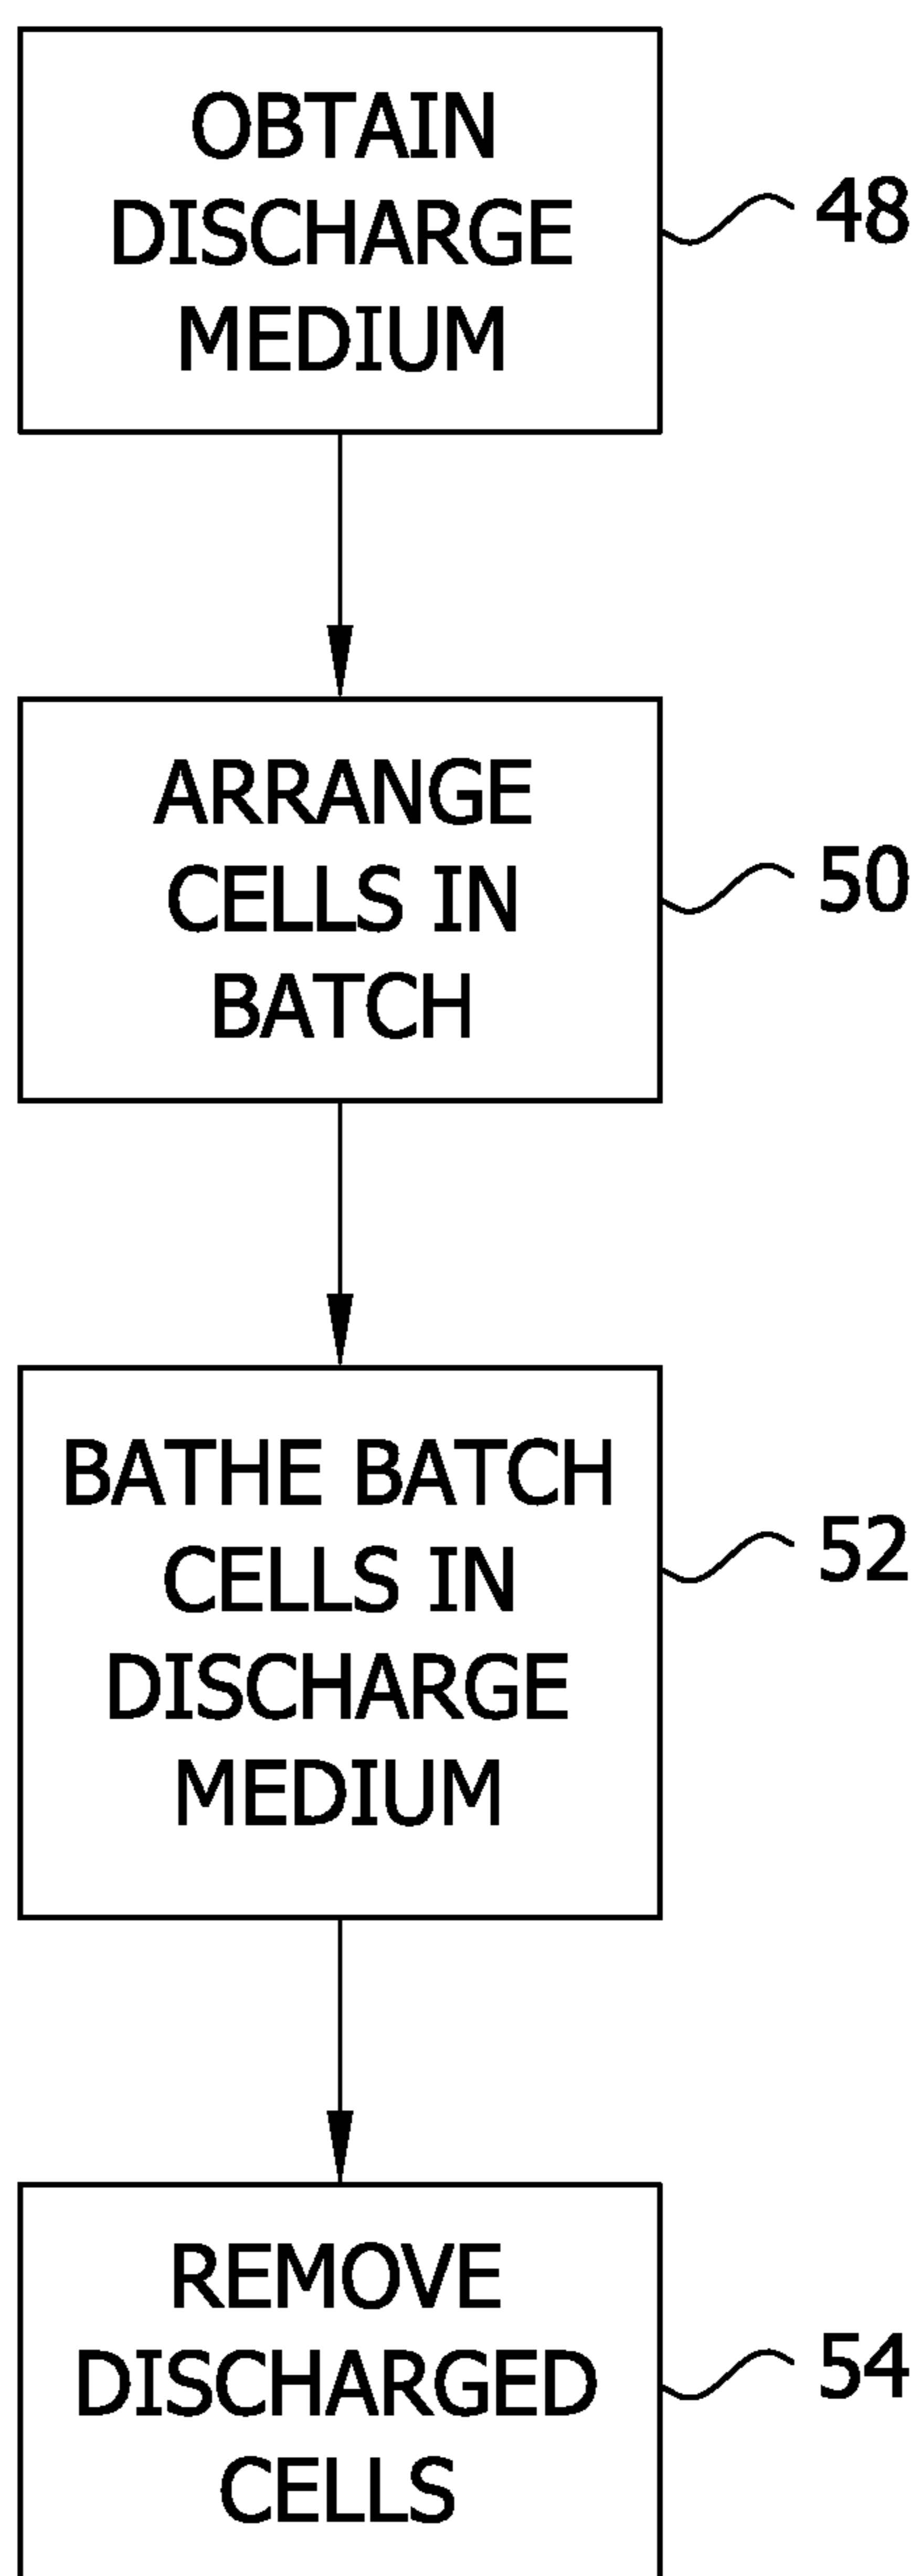 OBTAIN
DISCHARGE
MEDIUM
48
ARRANGE
CELLS IN
BATCH
50
BATHE BATCH
CELLS IN
DISCHARGE
MEDIUM
52
REMOVE
DISCHARGED
CELLS
54